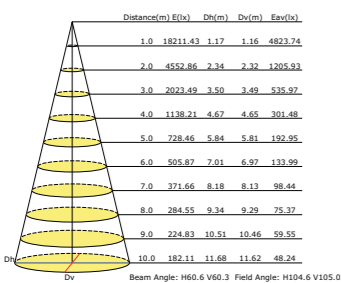 Distance(m) E(lx) Dh(m) Dv(m) Eav(lx)
1.0 18211.43 1.17 1.16 4823.74
2.0 4552.86 2.34 2.32 1205.93
3.0 2023.49 3.50 3.49 535.97
4.0 1138.21 4.67 4.65 301.48
5.0 728.46 5.84 5.81 192.95
6.0 505.87 7.01 6.97 133.99
7.0 371.66 8.18 8.13 98.44
8.0 284.55 9.34 9.29 75.37
9.0 224.83 10.51 10.46 59.55
Dh 10.0 182.11 11.68 11.62 48.24
Dv Beam Angle: H60.6 V60.3 Field Angle: H104.6 V105.0